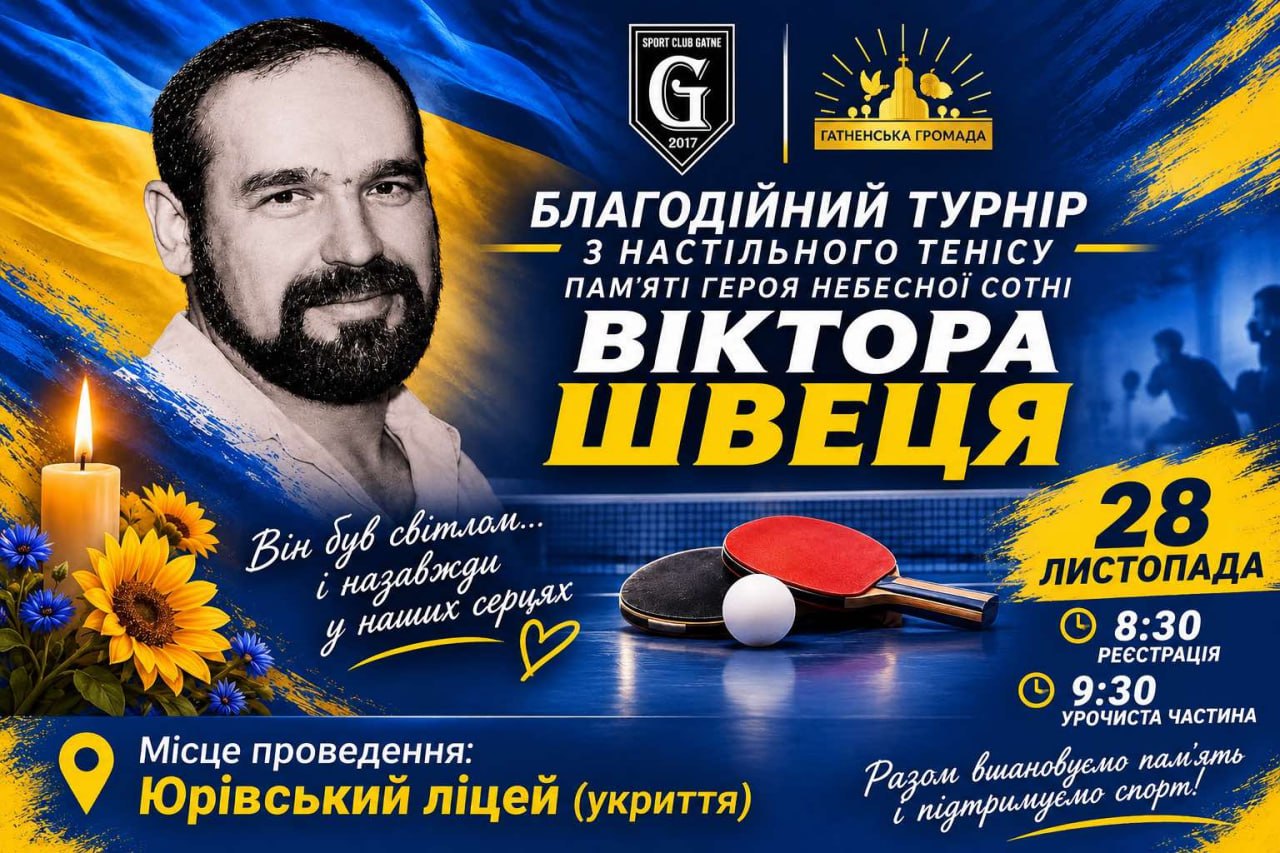 SPORT CLUB GATNE
G
2017
ГАТНЕНСЬКА ГРОМАДА
БЛАГОДІЙНИЙ ТУРНІР
З НАСТІЛЬНОГО ТЕНІСУ
ПАМ'ЯТІ ГЕРОЯ НЕБЕСНОЇ СОТНІ
ВІКТОРА
ШВЕЦЯ
Він був світлом...
і назавжди
у наших серцях
28
ЛИСТОПАДА
8:30
РЕЄСТРАЦІЯ
9:30
УРОЧИСТА ЧАСТИНА
Місце проведення:
Юрівський ліцей (укриття)
Разом вшановуємо пам'ять
і підтримуємо спорт!